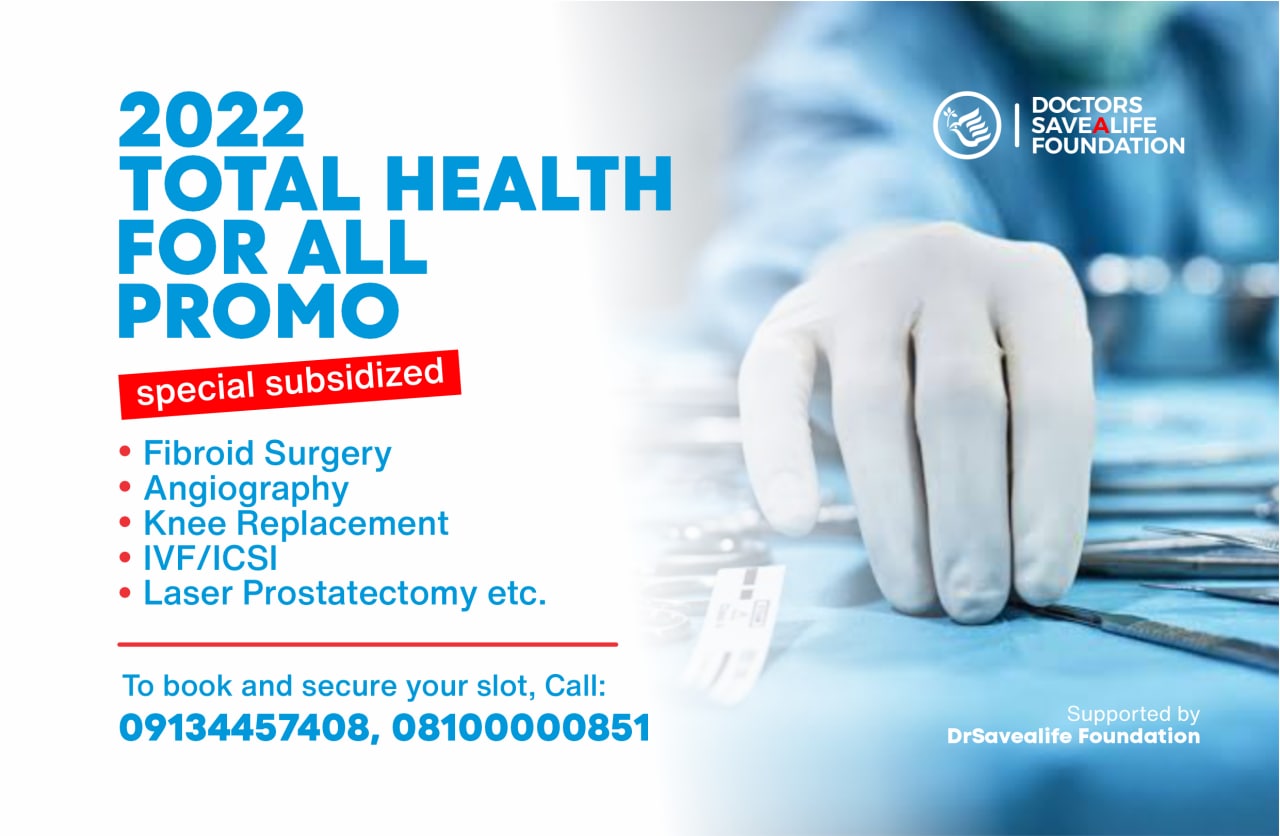 2022
TOTAL HEALTH
FOR ALL
PROMO
special subsidized
• Fibroid Surgery
• Angiography
• Knee Replacement
• IVF/ICSI
• Laser Prostatectomy etc.
To book and secure your slot, Call:
09134457408, 08100000851
DOCTORS
SAVEALIFE
FOUNDATION
Supported by
DrSavealife Foundation